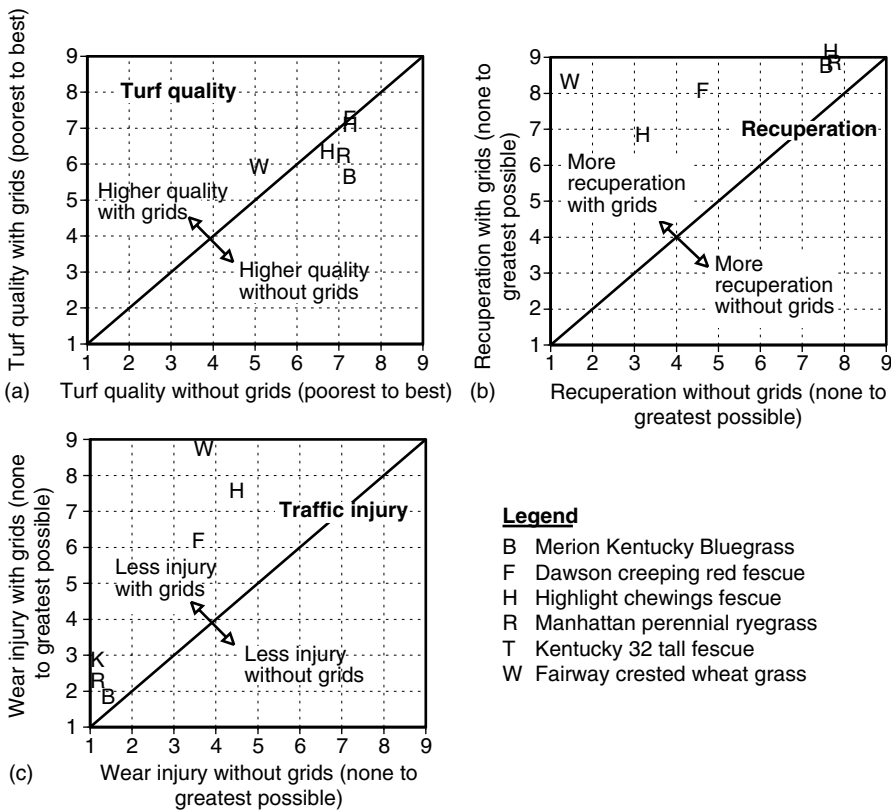 Turf quality with grids (poorest to best)
9
8
7
6
5
4
3
2
1
Turf quality
F
H
H
R
B
W
Higher quality
with grids
Higher quality
without grids
1 2 3 4 5 6 7 8 9
(a) Turf quality without grids (poorest to best)
Recuperation with grids (none to
greatest possible)
9
8
7
6
5
4
3
2
1
H
B R
W
F
H
Recuperation
More
recuperation
with grids
More
recuperation
without grids
1 2 3 4 5 6 7 8 9
(b) Recuperation without grids (none to
greatest possible)
Wear injury with grids (none
to greatest possible)
9
8
7
6
5
4
3
2
1
W
H
F
Traffic injury
Less injury
with grids
Less injury
without grids
K
R
B
1 2 3 4 5 6 7 8 9
(c) Wear injury without grids (none to
greatest possible)
Legend
B Merion Kentucky Bluegrass
F Dawson creeping red fescue
H Highlight chewings fescue
R Manhattan perennial ryegrass
T Kentucky 32 tall fescue
W Fairway crested wheat grass